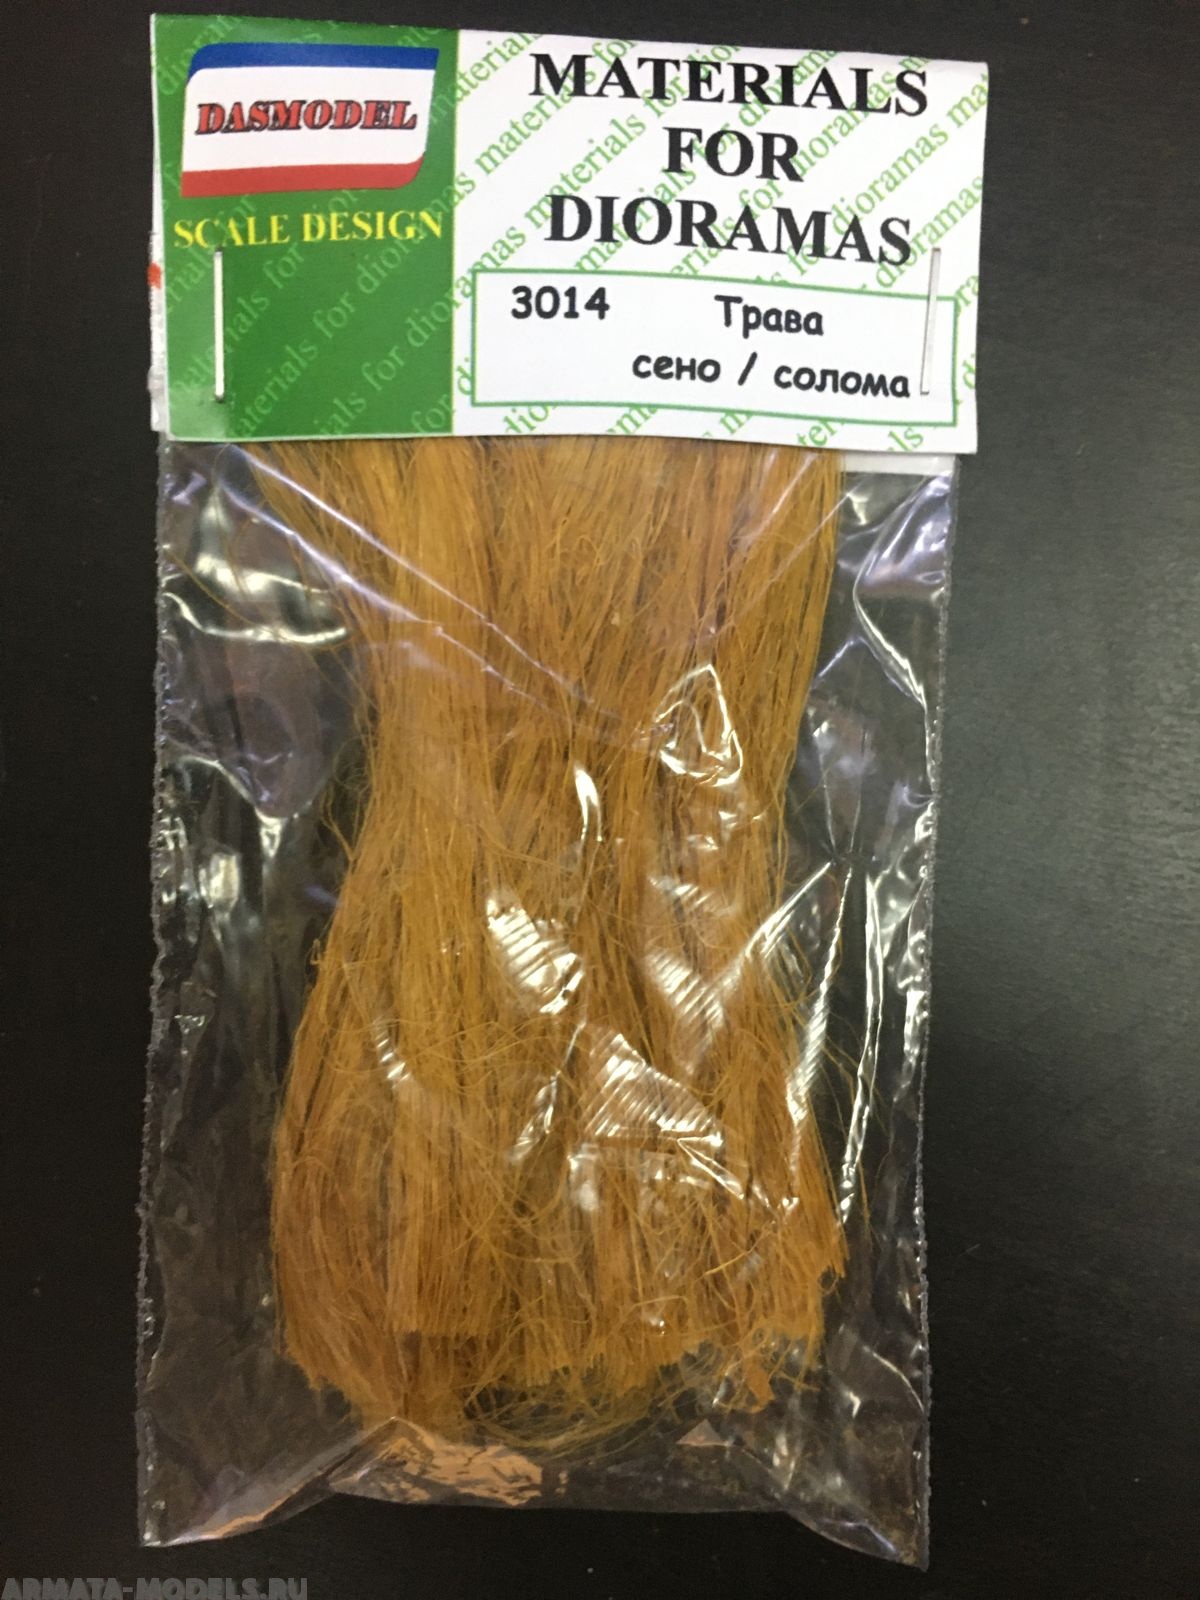 DASMODEL
SCALE DESIGN
MATERIALS
FOR
DIORAMAS
3014 Трава
сено / солома
ARMATA-MODELS.RU